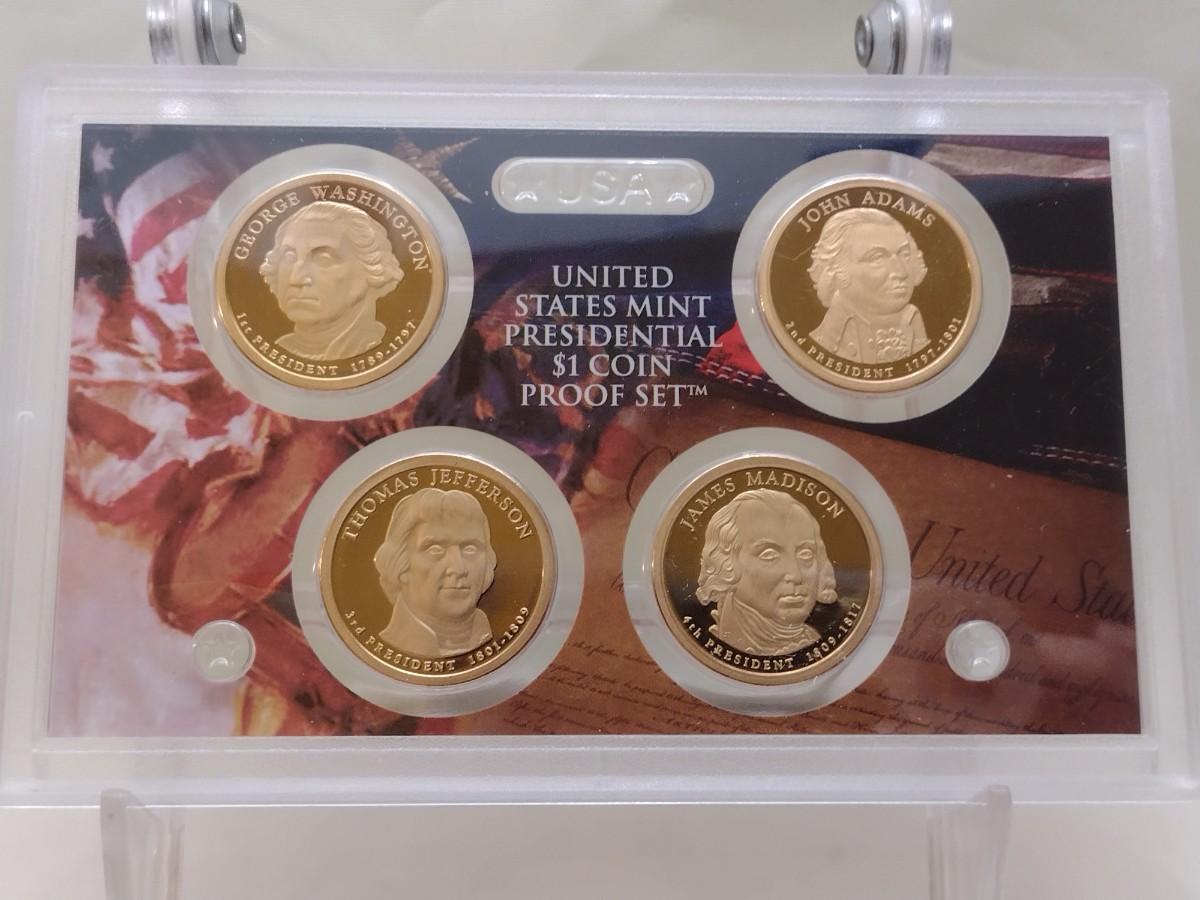 USA
GEORGE WASHINGTON
1st PRESIDENT 1789-1797
JOHN ADAMS
2nd PRESIDENT 1797-1801
UNITED
STATES MINT
PRESIDENTIAL
$1 COIN
PROOF SET™
THOMAS JEFFERSON
3rd PRESIDENT 1801-1809
JAMES MADISON
4th PRESIDENT 1809-1817
United Stat